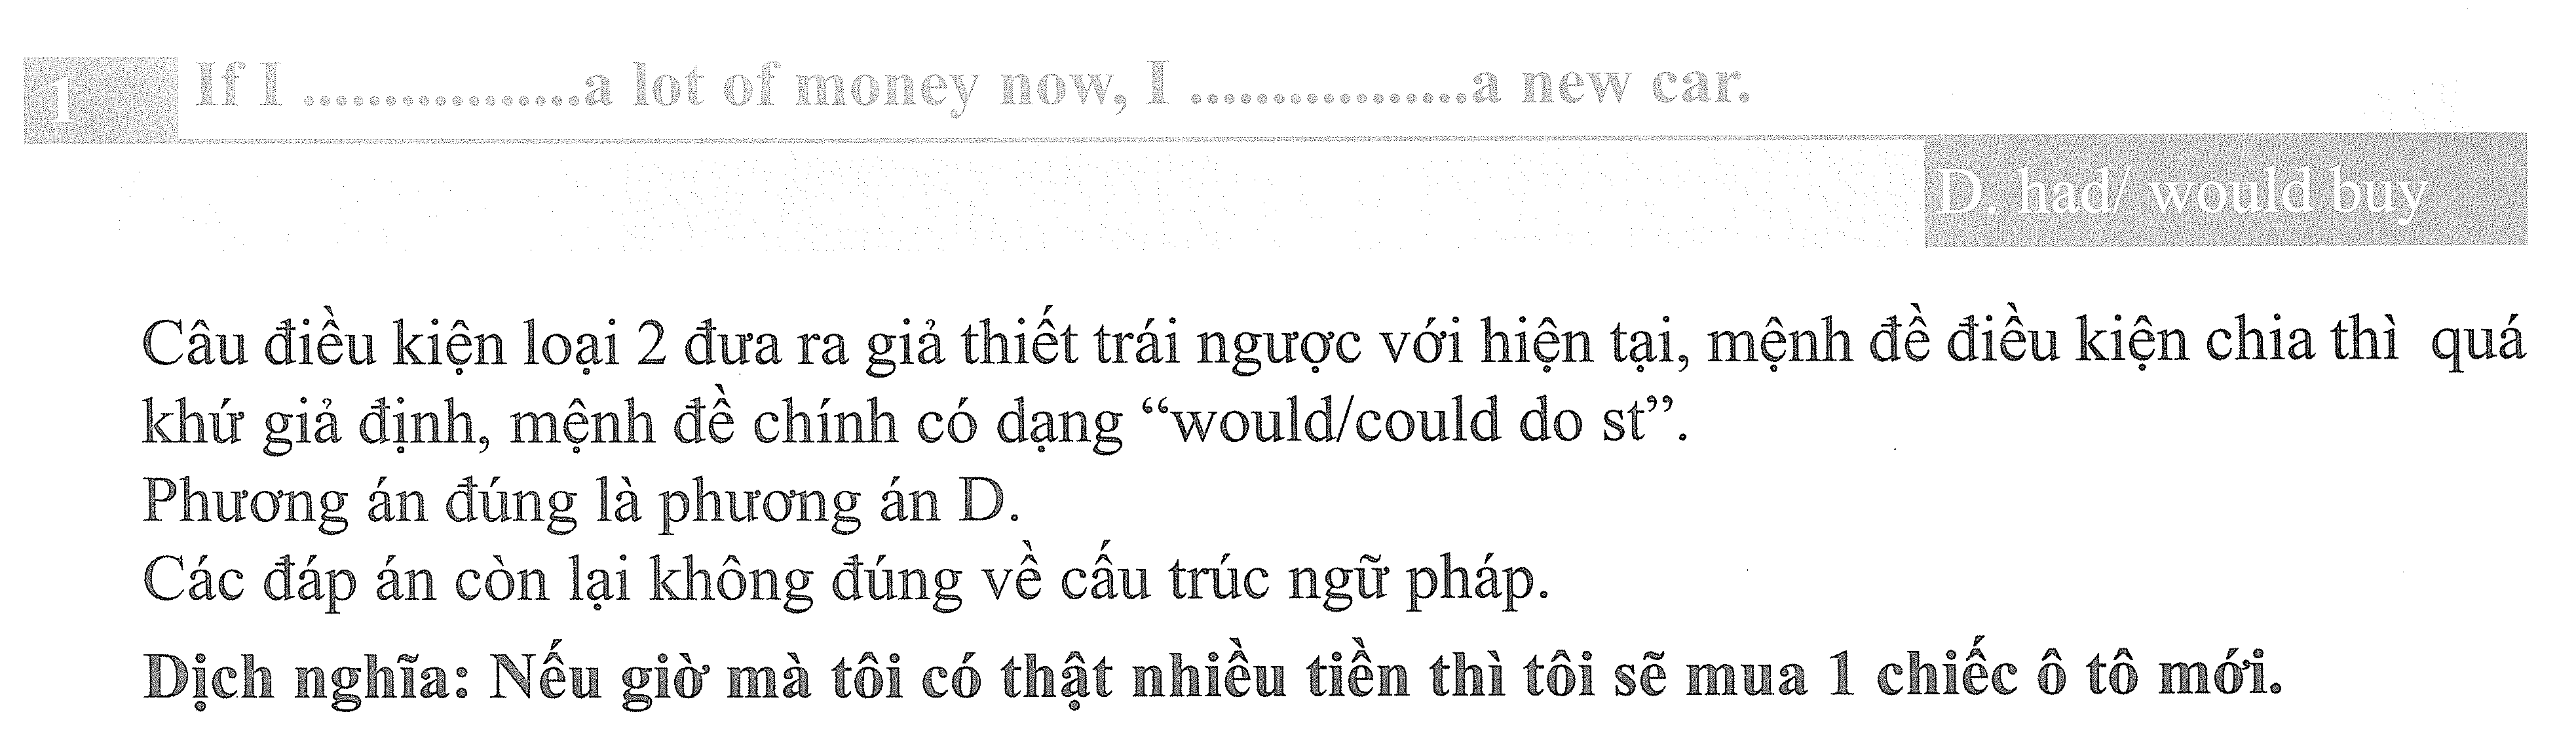 1 If I ................a lot of money now, I ................a new car.
D. had/ would buy
Câu điều kiện loại 2 đưa ra giả thiết trái ngược với hiện tại, mệnh đề điều kiện chia thì quá
khứ giả định, mệnh đề chính có dạng “would/could do st”.
Phương án đúng là phương án D.
Các đáp án còn lại không đúng về cấu trúc ngữ pháp.
Dịch nghĩa: Nếu giờ mà tôi có thật nhiều tiền thì tôi sẽ mua 1 chiếc ô tô mới.